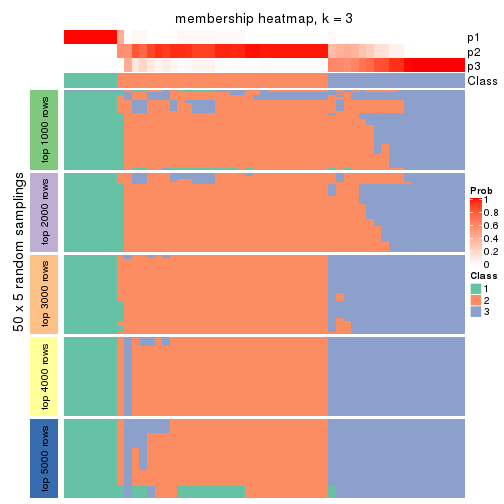 membership heatmap, k = 3
p1
p2
p3
Class
50 x 5 random samplings
top 1000 rows
top 2000 rows
top 3000 rows
top 4000 rows
top 5000 rows
Prob
1
0.8
0.6
0.4
0.2
0
Class
1
2
3